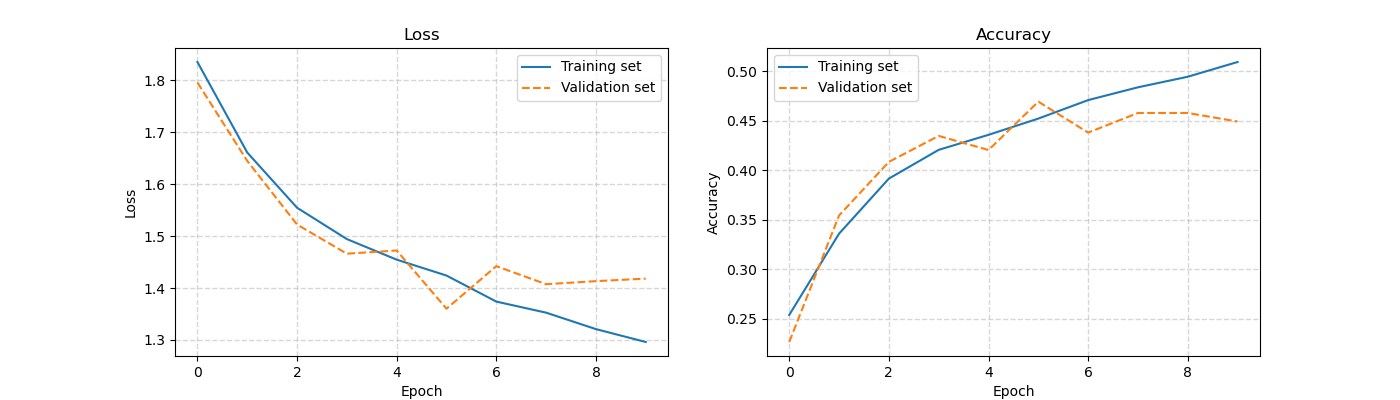 Loss
Loss
1.8
1.7
1.6
1.5
1.4
1.3
0 2 4 6 8
Epoch
Training set
Validation set
Accuracy
Accuracy
0.50
0.45
0.40
0.35
0.30
0.25
0 2 4 6 8
Epoch
Training set
Validation set